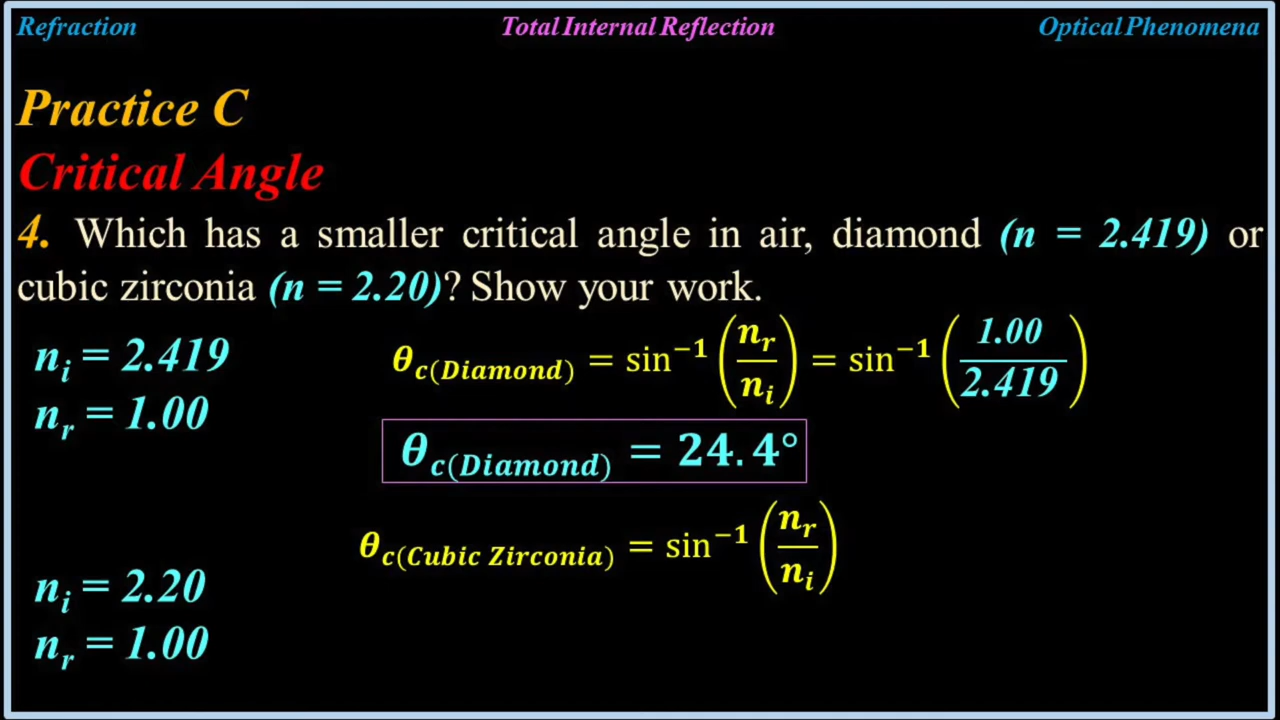 Refraction
Total Internal Reflection
Optical Phenomena
Practice C
Critical Angle
4. Which has a smaller critical angle in air, diamond (n = 2.419) or
cubic zirconia (n = 2.20)? Show your work.
nᵢ = 2.419
nᵣ = 1.00
θ_c(Diamond) = sin⁻¹ (nᵣ/nᵢ) = sin⁻¹ (1.00/2.419)
θ_c(Diamond) = 24.4°
θ_c(Cubic Zirconia) = sin⁻¹ (nᵣ/nᵢ)
nᵢ = 2.20
nᵣ = 1.00